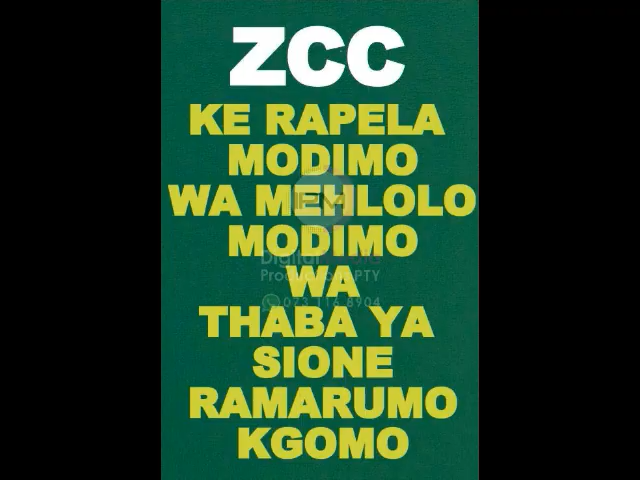 ZCC
KE RAPELA
MODIMO
WA MEHLOLO
MODIMO
WA
THABA YA
SIONE
RAMARUMO
KGOMO